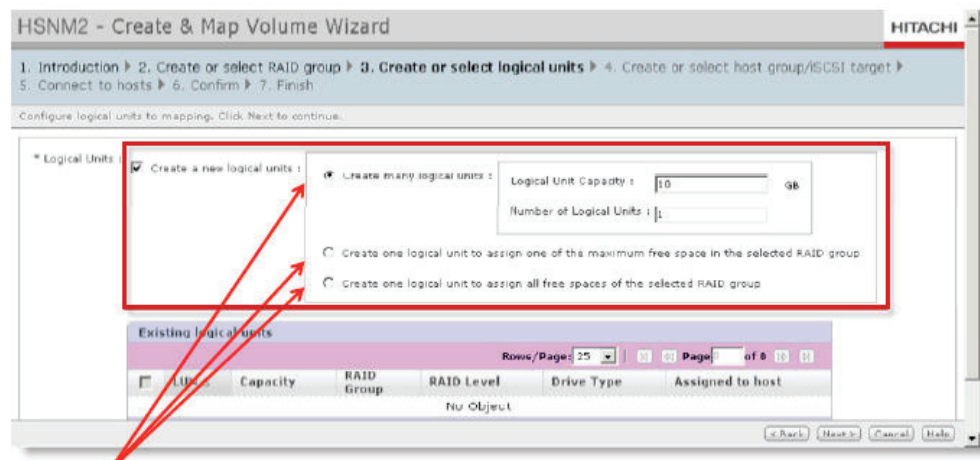 HSNM2 - Create & Map Volume Wizard
HITACHI
1. Introduction 2. Create or select RAID group 3. Create or select logical units 4. Create or select host group/iSCSI target
5. Connect to hosts 6. Confirm 7. Finish
Configure logical units to mapping. Click Next to continue.
* Logical Units :
Create a new logical units :
Create many logical units :
Logical Unit Capacity : 10 GB
Number of Logical Units : 1
Create one logical unit to assign one of the maximum free space in the selected RAID group
Create one logical unit to assign all free spaces of the selected RAID group
Existing logical units
Rows/Page: 25 Page 0 of 0
LUN Capacity RAID Group RAID Level Drive Type Assigned to host
No Object
< Back Next > Cancel Help